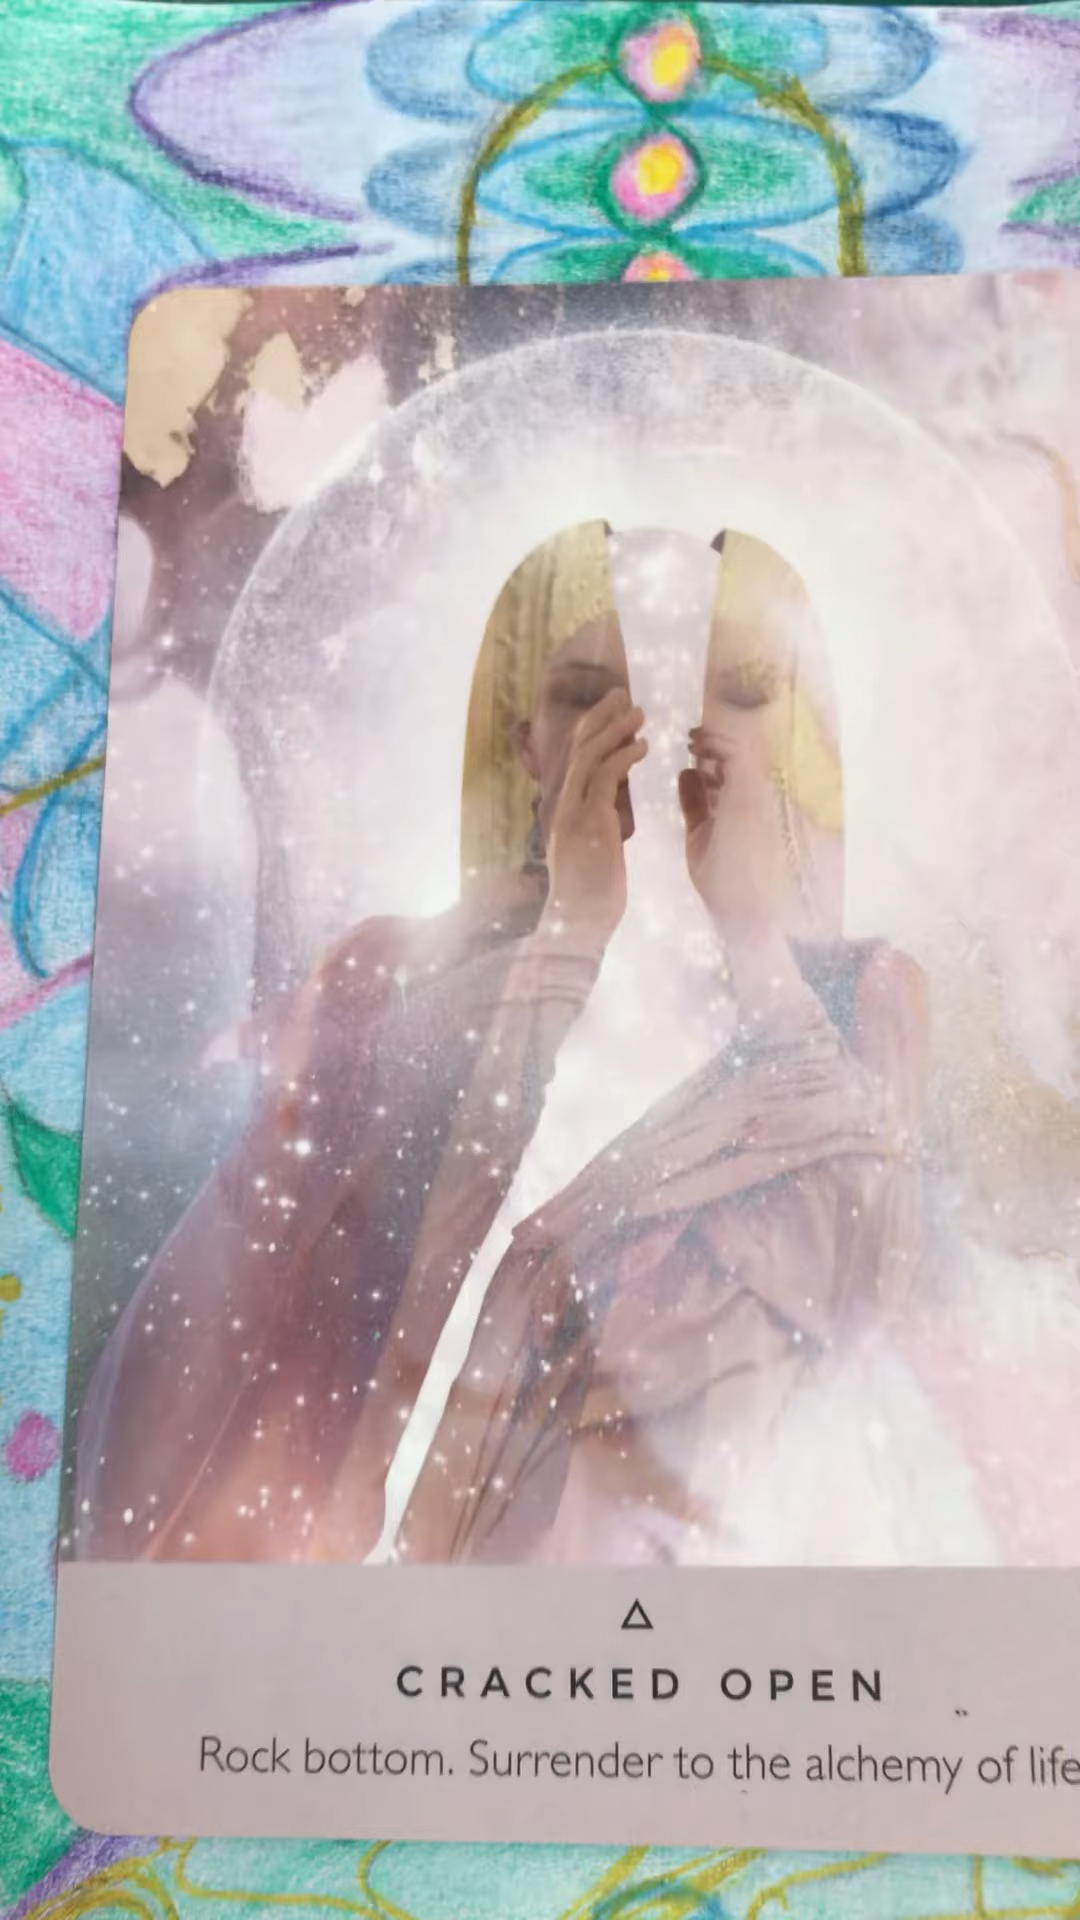 CRACKED OPEN
Rock bottom. Surrender to the alchemy of life